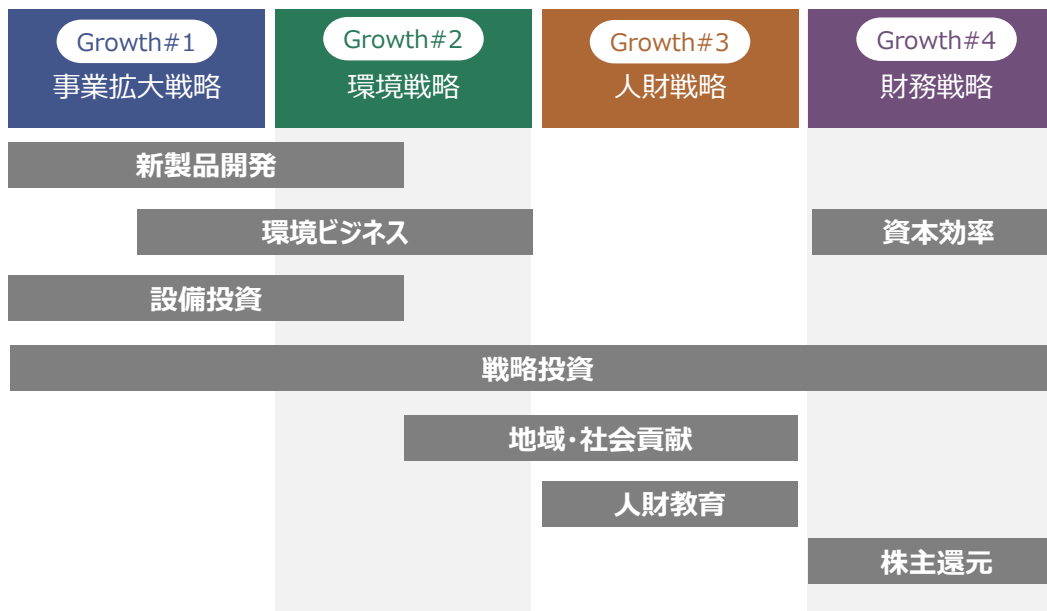 Growth#1
事業拡大戦略
Growth#2
環境戦略
Growth#3
人財戦略
Growth#4
財務戦略
新製品開発
環境ビジネス
資本効率
設備投資
戦略投資
地域・社会貢献
人財教育
株主還元